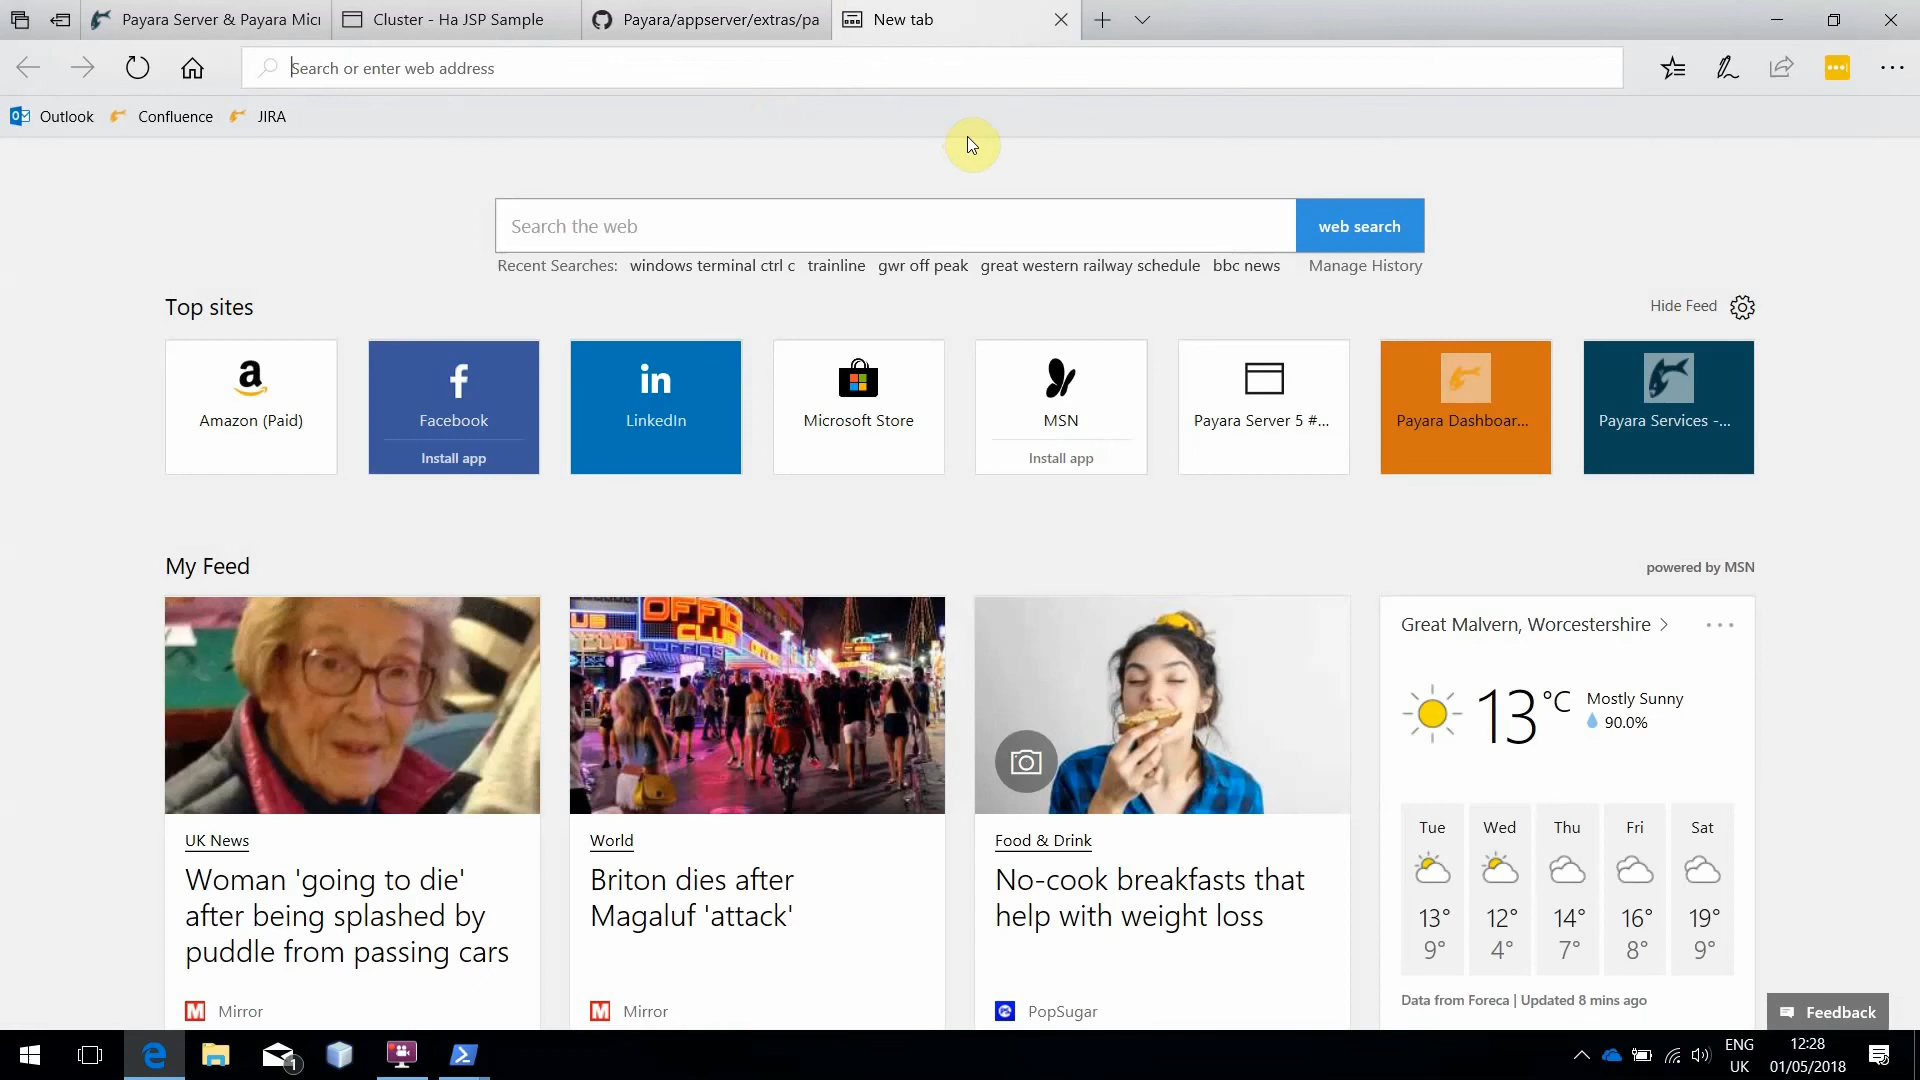 Payara Server & Payara Micr
Cluster - Ha JSP Sample
Payara/appserver/extras/pa
New tab
Search or enter web address
Outlook
Confluence
JIRA
Search the web
web search
Recent Searches: windows terminal ctrl c trainline gwr off peak great western railway schedule bbc news Manage History
Top sites
Hide Feed
Amazon (Paid)
Facebook
Install app
LinkedIn
Microsoft Store
MSN
Install app
Payara Server 5 #...
Payara Dashboar...
Payara Services -...
My Feed
powered by MSN
OFFIC
CLUB
UK News
Woman 'going to die'
after being splashed by
puddle from passing cars
Mirror
World
Briton dies after
Magaluf 'attack'
Mirror
Food & Drink
No-cook breakfasts that
help with weight loss
PopSugar
Great Malvern, Worcestershire
13 °C
Mostly Sunny
90.0%
Tue Wed Thu Fri Sat
13° 12° 14° 16° 19°
9° 4° 7° 8° 9°
Data from Foreca | Updated 8 mins ago
Feedback
1
ENG
UK
12:28
01/05/2018